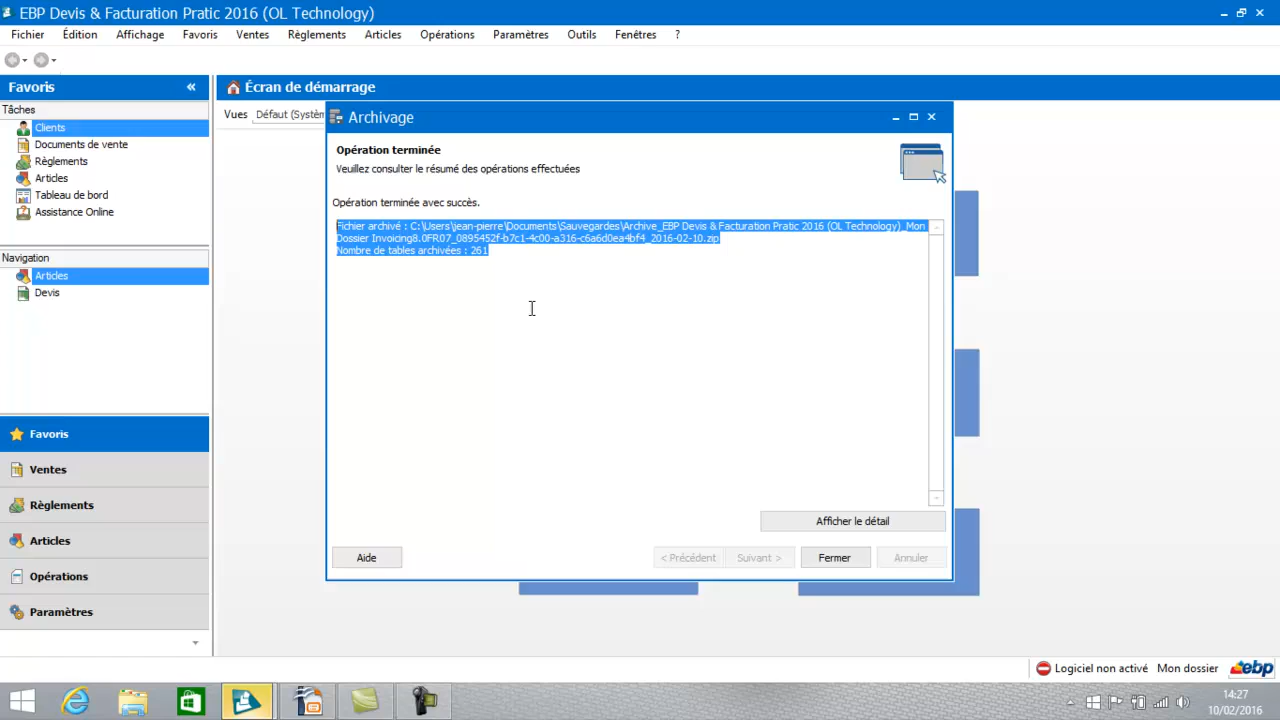 EBP Devis & Facturation Pratic 2016 (OL Technology)
Fichier Édition Affichage Favoris Ventes Règlements Articles Opérations Paramètres Outils Fenêtres ?
Favoris «
Écran de démarrage
Tâches
Vues Défaut (Systèm
Clients
Documents de vente
Règlements
Articles
Tableau de bord
Assistance Online
Navigation
Articles
Devis
Favoris
Ventes
Règlements
Articles
Opérations
Paramètres
Archivage
Opération terminée
Veuillez consulter le résumé des opérations effectuées
Opération terminée avec succès.
Fichier archivé : C:\Users\jean-pierre\Documents\Sauvegardes\Archive_EBP Devis & Facturation Pratic 2016 (OL Technology)_Mon
Dossier Invoicing8.0FR07_0895452f-b7c1-4c00-a316-c6a6d0ea4bf4_2016-02-10.zip
Nombre de tables archivées : 261
Afficher le détail
Aide < Précédent Suivant > Fermer Annuler
Logiciel non activé Mon dossier ebp
14:27
10/02/2016